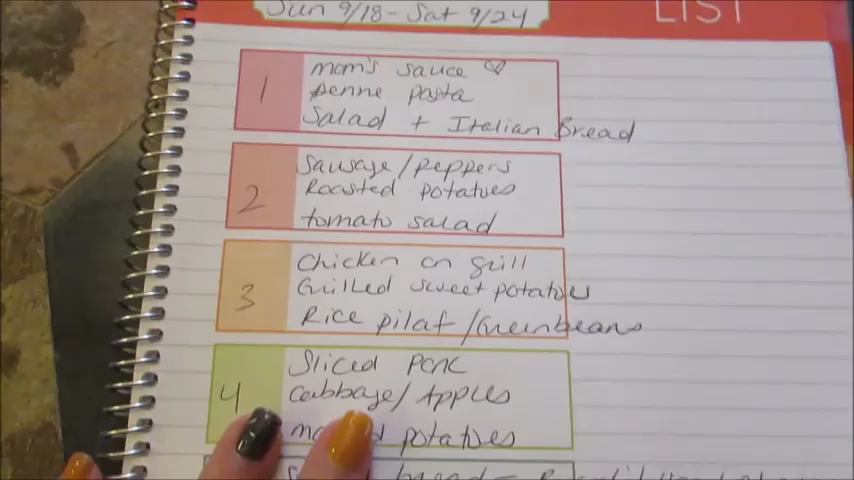 Sun 9/18 - Sat 9/24
LIST
1
mom's sauce ♡
penne pasta
Salad + Italian Bread
2
Sausage/peppers
Roasted potatoes
tomato salad
3
Chicken on grill
Grilled sweet potatoes
Rice pilaf/Greenbeans
4
Sliced Pork
Cabbage/Apples
potatoes
bread -